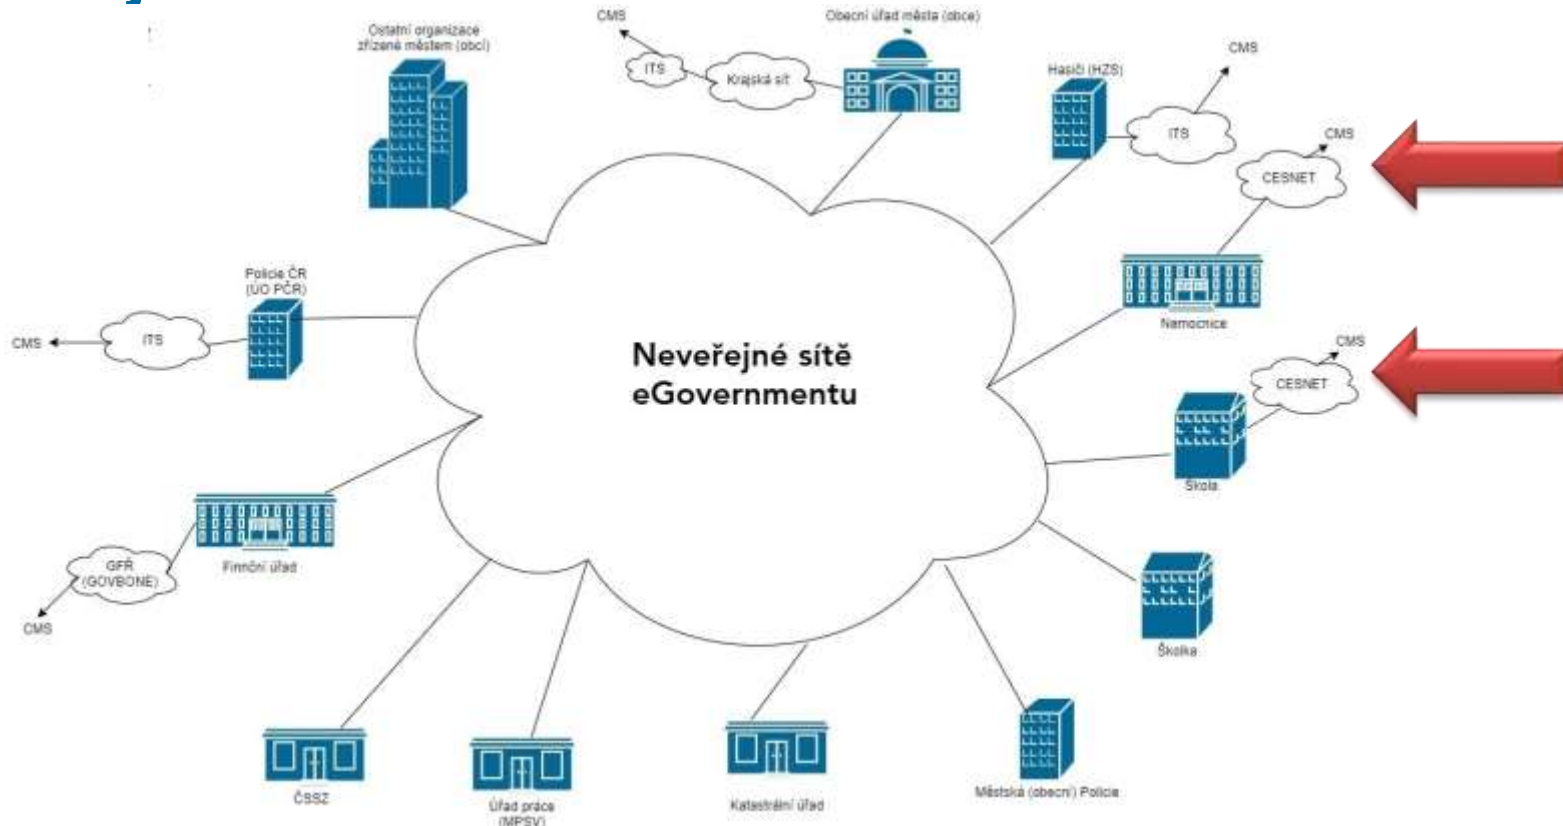 CMS
Obecní úřad města (obce)
Ostatní organizace
zřízené městem (obcí)
CMS
ITS
Krajská síť
Hasiči (HZS)
ITS
CMS
CESNET
Policie ČR
(ÚO PČR)
Nemocnice
CMS
ITS
CMS
Neveřejné sítě
eGovernmentu
CESNET
Škola
GFŘ
(GOVBONE)
Finnční úřad
CMS
Školka
ČSSZ
Úřad práce
(MPSV)
Katastrální úřad
Městská (obecní) Policie